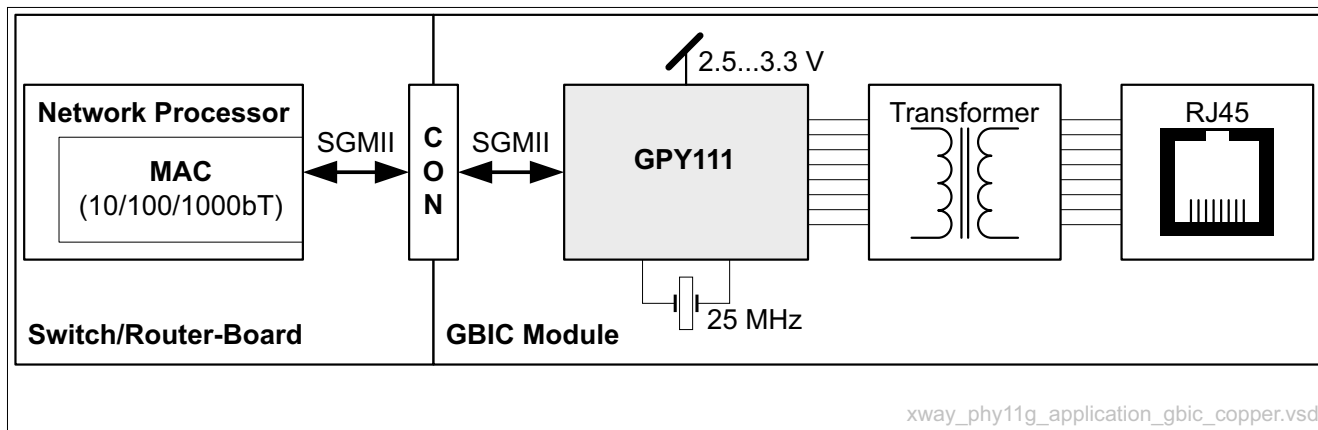 2.5...3.3 V
Network Processor
MAC
(10/100/1000bT)
SGMII
CON
SGMII
GPY111
Transformer
RJ45
25 MHz
Switch/Router-Board
GBIC Module
xway_phy11g_application_gbic_copper.vsd